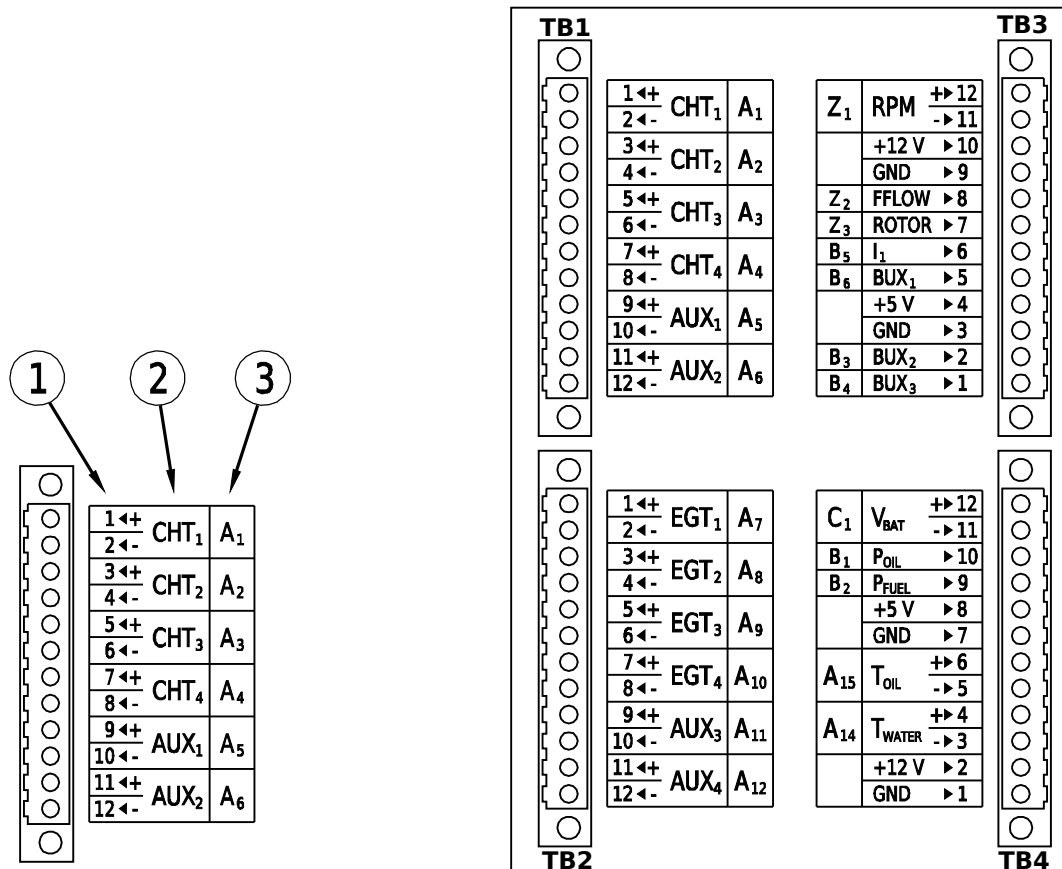 1 2 3
1◂+ CHT₁ A₁
2◂-
3◂+ CHT₂ A₂
4◂-
5◂+ CHT₃ A₃
6◂-
7◂+ CHT₄ A₄
8◂-
9◂+ AUX₁ A₅
10◂-
11◂+ AUX₂ A₆
12◂-
TB1
1◂+ CHT₁ A₁
2◂-
3◂+ CHT₂ A₂
4◂-
5◂+ CHT₃ A₃
6◂-
7◂+ CHT₄ A₄
8◂-
9◂+ AUX₁ A₅
10◂-
11◂+ AUX₂ A₆
12◂-
TB3
Z₁ RPM +▸12
-▸11
+12 V ▸10
GND ▸9
Z₂ FFLOW ▸8
Z₃ ROTOR ▸7
B₅ I₁ ▸6
B₆ BUX₁ ▸5
+5 V ▸4
GND ▸3
B₃ BUX₂ ▸2
B₄ BUX₃ ▸1
1◂+ EGT₁ A₇
2◂-
3◂+ EGT₂ A₈
4◂-
5◂+ EGT₃ A₉
6◂-
7◂+ EGT₄ A₁₀
8◂-
9◂+ AUX₃ A₁₁
10◂-
11◂+ AUX₄ A₁₂
12◂-
TB2
C₁ VBAT +▸12
-▸11
B₁ POIL ▸10
B₂ PFUEL ▸9
+5 V ▸8
GND ▸7
A₁₅ TOIL +▸6
-▸5
A₁₄ TWATER +▸4
-▸3
+12 V ▸2
GND ▸1
TB4